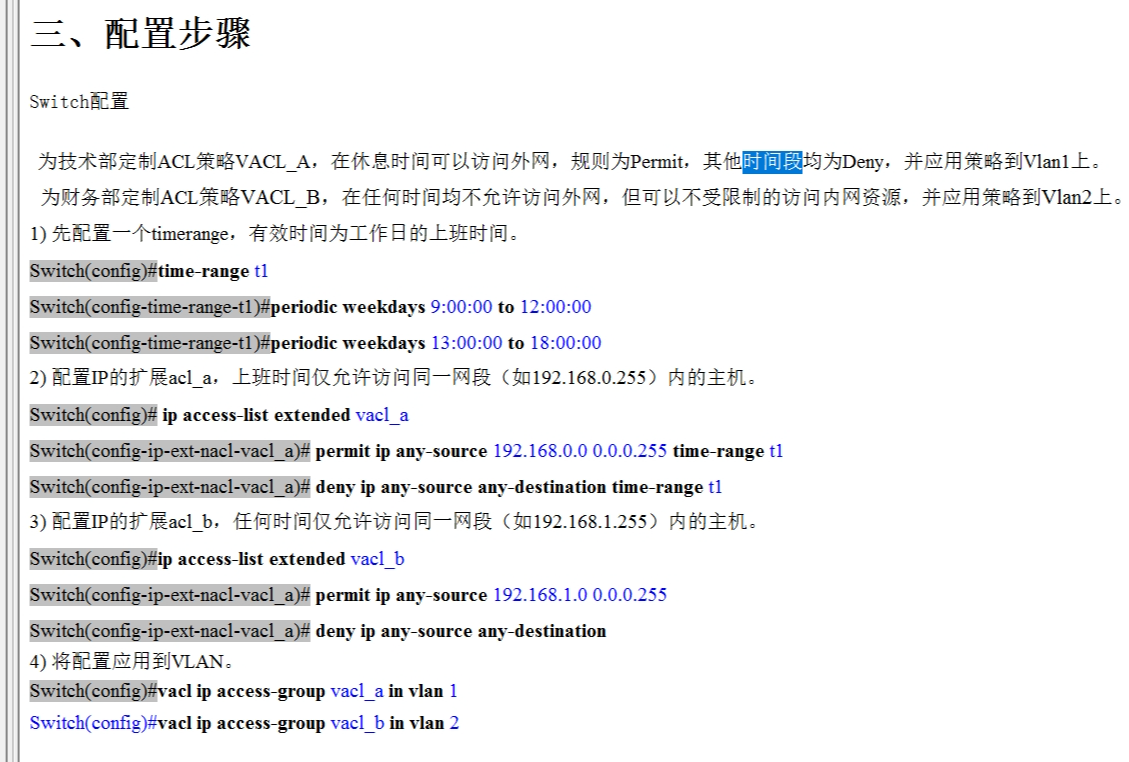 三、配置步骤
Switch配置
为技术部定制ACL策略VACL_A，在休息时间可以访问外网，规则为Permit，其他时间段均为Deny，并应用策略到Vlan1上。
为财务部定制ACL策略VACL_B，在任何时间均不允许访问外网，但可以不受限制的访问内网资源，并应用策略到Vlan2上。
1) 先配置一个timerange，有效时间为工作日的上班时间。
Switch(config)#time-range t1
Switch(config-time-range-t1)#periodic weekdays 9:00:00 to 12:00:00
Switch(config-time-range-t1)#periodic weekdays 13:00:00 to 18:00:00
2) 配置IP的扩展acl_a，上班时间仅允许访问同一网段（如192.168.0.255）内的主机。
Switch(config)# ip access-list extended vacl_a
Switch(config-ip-ext-nacl-vacl_a)# permit ip any-source 192.168.0.0 0.0.0.255 time-range t1
Switch(config-ip-ext-nacl-vacl_a)# deny ip any-source any-destination time-range t1
3) 配置IP的扩展acl_b，任何时间仅允许访问同一网段（如192.168.1.255）内的主机。
Switch(config)#ip access-list extended vacl_b
Switch(config-ip-ext-nacl-vacl_a)# permit ip any-source 192.168.1.0 0.0.0.255
Switch(config-ip-ext-nacl-vacl_a)# deny ip any-source any-destination
4) 将配置应用到VLAN。
Switch(config)#vacl ip access-group vacl_a in vlan 1
Switch(config)#vacl ip access-group vacl_b in vlan 2